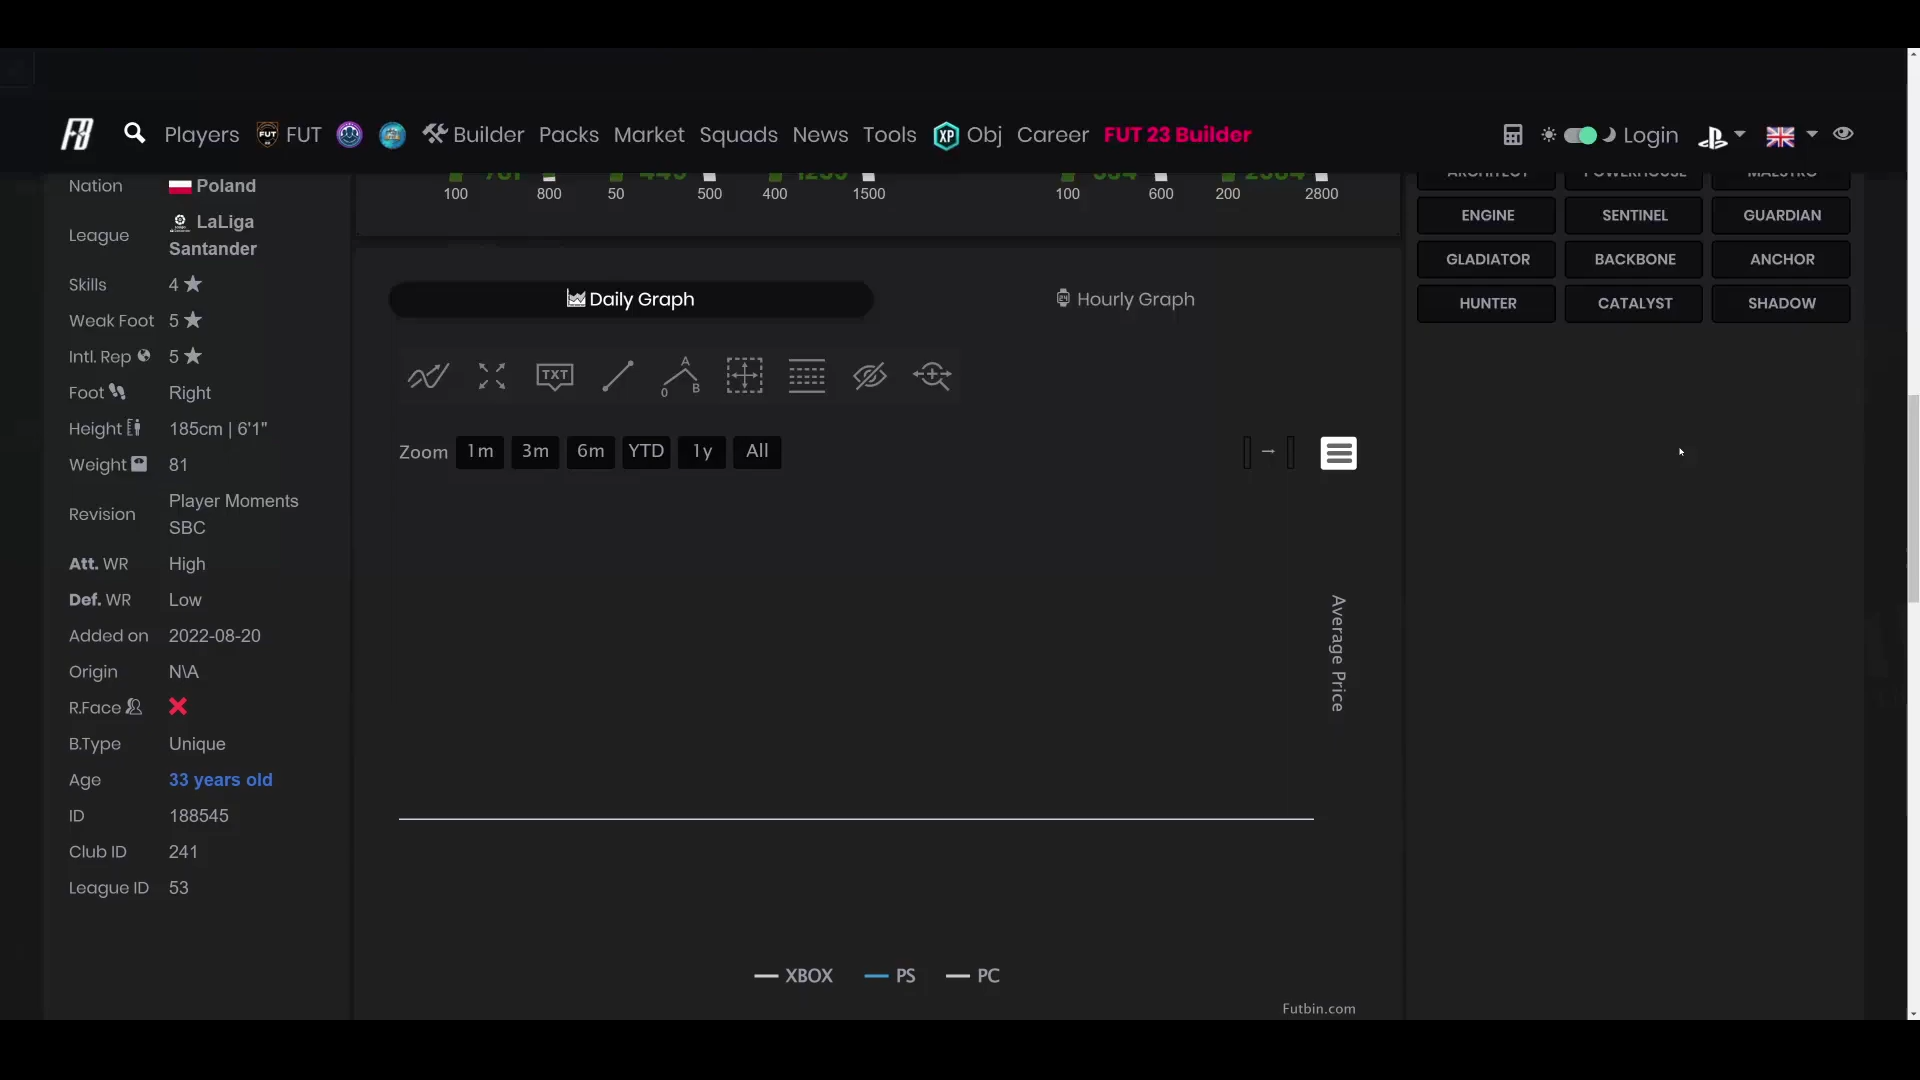 Players FUT Builder Packs Market Squads News Tools XP Obj Career FUT 23 Builder Login
Nation Poland
League LaLiga
Santander
Skills 4
Weak Foot 5
Intl. Rep 5
Foot Right
Height 185cm | 6'1"
Weight 81
Revision Player Moments
SBC
Att. WR High
Def. WR Low
Added on 2022-08-20
Origin N\A
R.Face
B.Type Unique
Age 33 years old
ID 188545
Club ID 241
League ID 53
100 800 50 500 400 1500 100 600 200 2800
Daily Graph Hourly Graph
TXT A 0 B
Zoom 1m 3m 6m YTD 1y All →
Average Price
XBOX PS PC
Futbin.com
ARCHITECT POWERHOUSE MAESTRO
ENGINE SENTINEL GUARDIAN
GLADIATOR BACKBONE ANCHOR
HUNTER CATALYST SHADOW